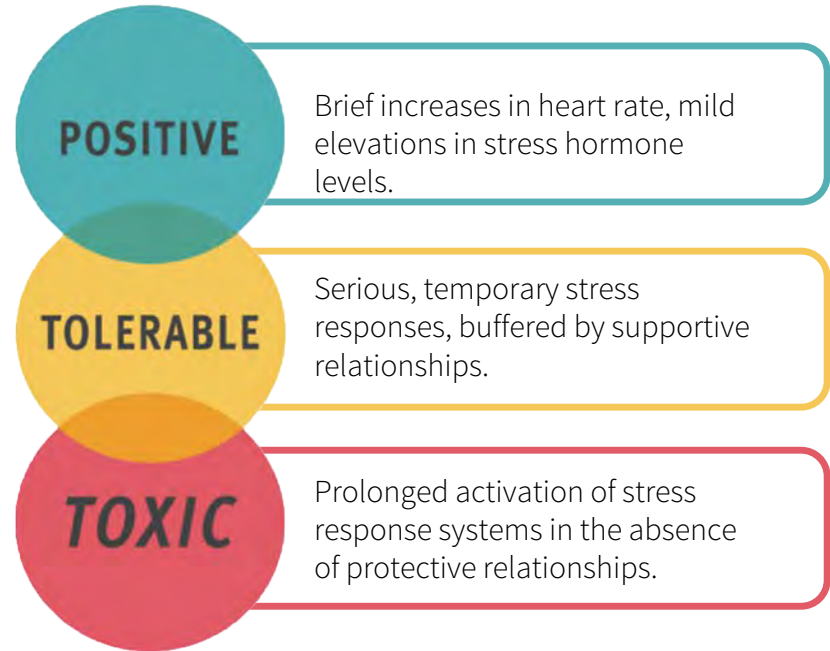 POSITIVE
Brief increases in heart rate, mild
elevations in stress hormone
levels.
TOLERABLE
Serious, temporary stress
responses, buffered by supportive
relationships.
TOXIC
Prolonged activation of stress
response systems in the absence
of protective relationships.